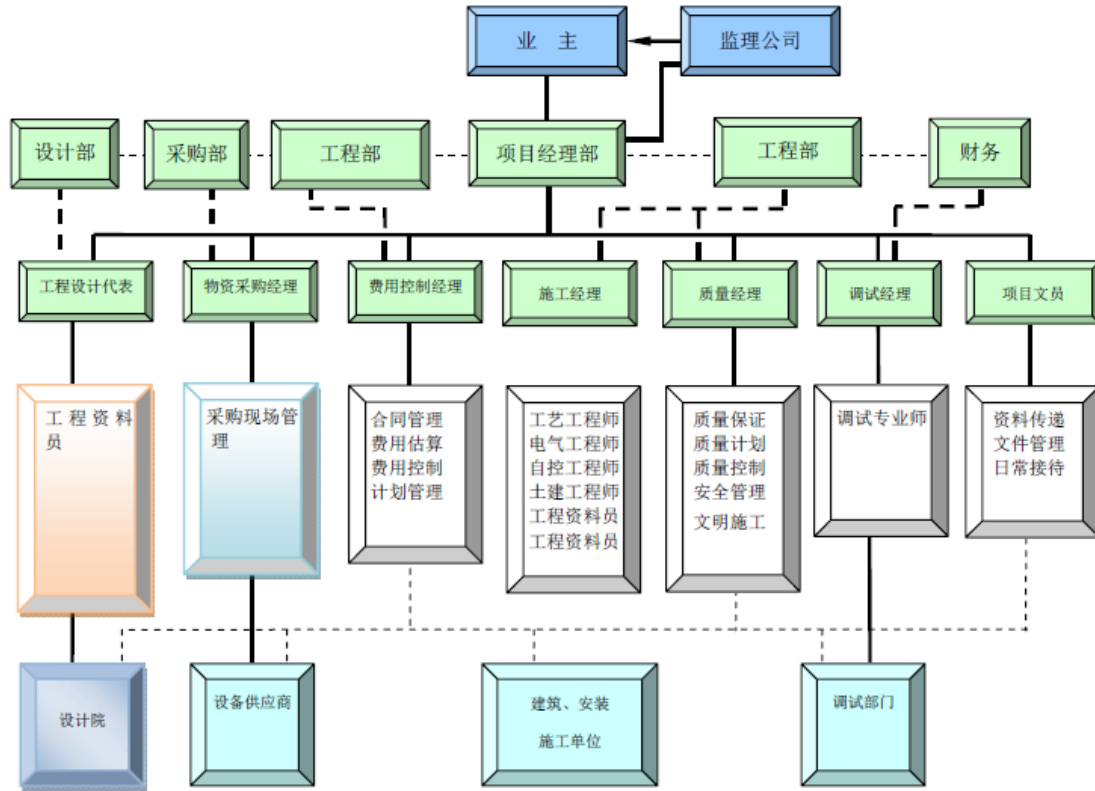 业 主
监理公司
设计部
采购部
工程部
项目经理部
工程部
财务
工程设计代表
物资采购经理
费用控制经理
施工经理
质量经理
调试经理
项目文员
工程资料
员
采购现场管
理
合同管理
费用估算
费用控制
计划管理
工艺工程师
电气工程师
自控工程师
土建工程师
工程资料员
工程资料员
质量保证
质量计划
质量控制
安全管理
文明施工
调试专业师
资料传递
文件管理
日常接待
设计院
设备供应商
建筑、安装
施工单位
调试部门